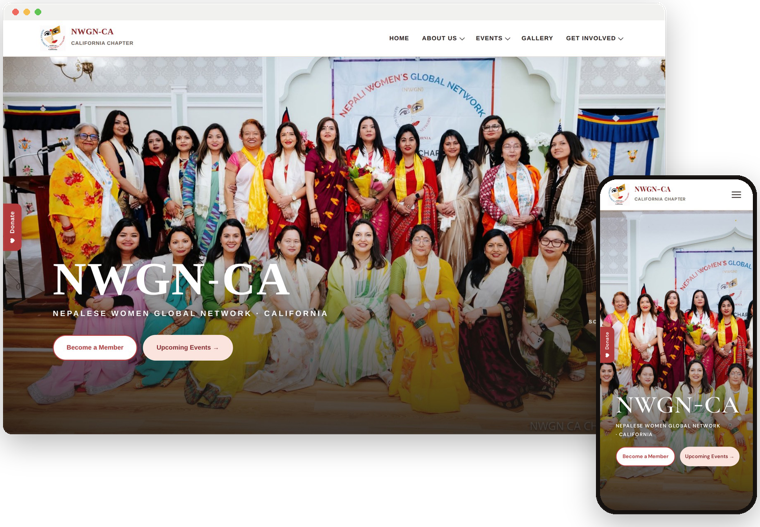 NWGN-CA
CALIFORNIA CHAPTER
HOME ABOUT US EVENTS GALLERY GET INVOLVED
NEPALI WOMEN'S GLOBAL NETWORK
Donate
NWGN-CA
NEPALESE WOMEN GLOBAL NETWORK · CALIFORNIA
Become a Member Upcoming Events →
NWGN-CA
CALIFORNIA CHAPTER
WOMEN'S GLOBAL
Donate
NWGN-CA
NEPALESE WOMEN GLOBAL NETWORK
· CALIFORNIA
Become a Member Upcoming Events →